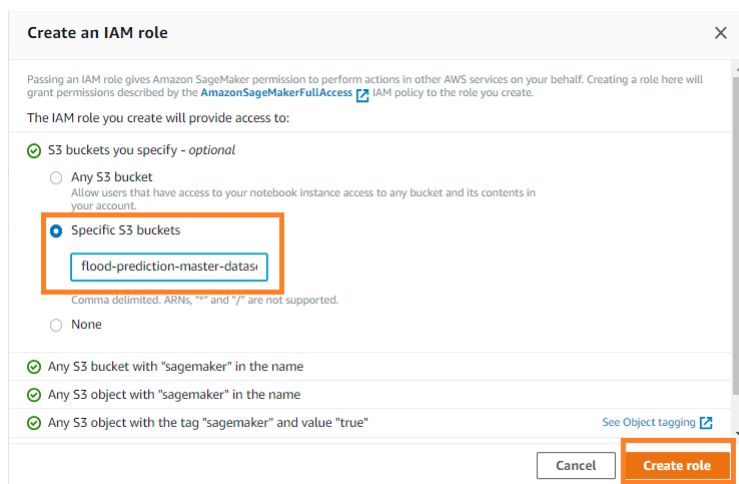 Create an IAM role
Passing an IAM role gives Amazon SageMaker permission to perform actions in other AWS services on your behalf. Creating a role here will
grant permissions described by the AmazonSageMakerFullAccess IAM policy to the role you create.
The IAM role you create will provide access to:
S3 buckets you specify - optional
Any S3 bucket
Allow users that have access to your notebook instance access to any bucket and its contents in
your account.
Specific S3 buckets
flood-prediction-master-datase
Comma delimited. ARNs, "*" and "/" are not supported.
None
Any S3 bucket with "sagemaker" in the name
Any S3 object with "sagemaker" in the name
Any S3 object with the tag "sagemaker" and value "true" See Object tagging
Cancel Create role